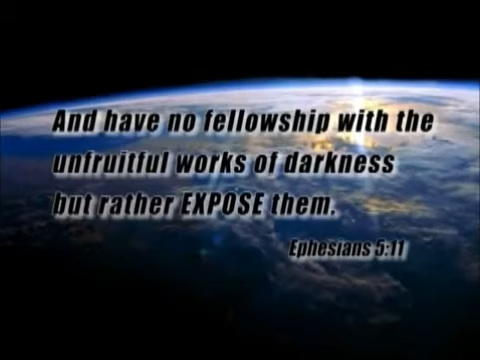 And have no fellowship with the
unfruitful works of darkness
but rather EXPOSE them.
Ephesians 5:11